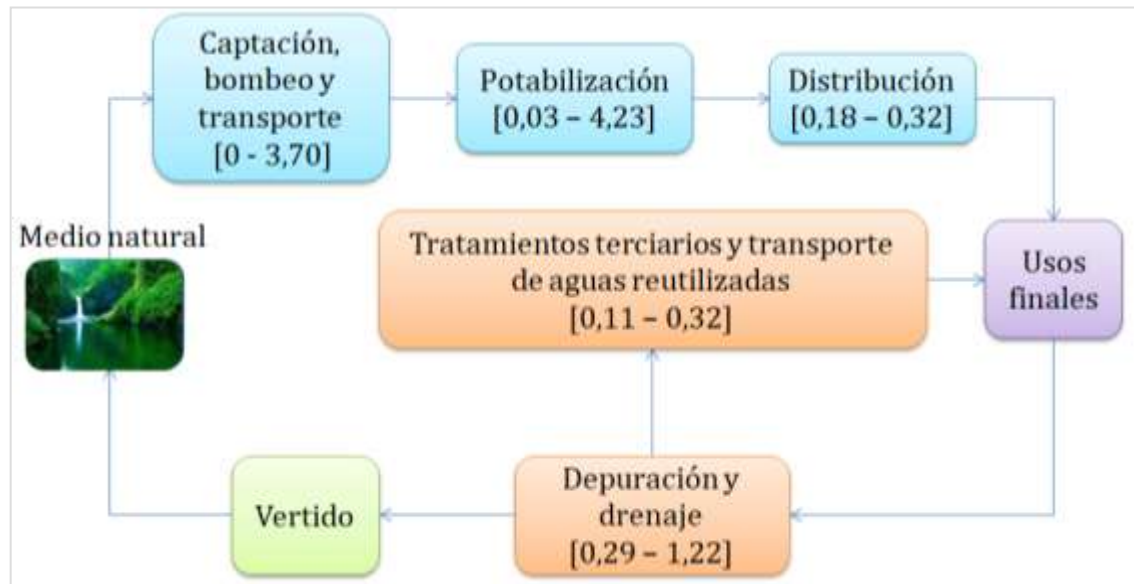 Captación,
bombeo y
transporte
[0 - 3,70]
Potabilización
[0,03 – 4,23]
Distribución
[0,18 – 0,32]
Medio natural
Tratamientos terciarios y transporte
de aguas reutilizadas
[0,11 – 0,32]
Usos
finales
Vertido
Depuración y
drenaje
[0,29 – 1,22]